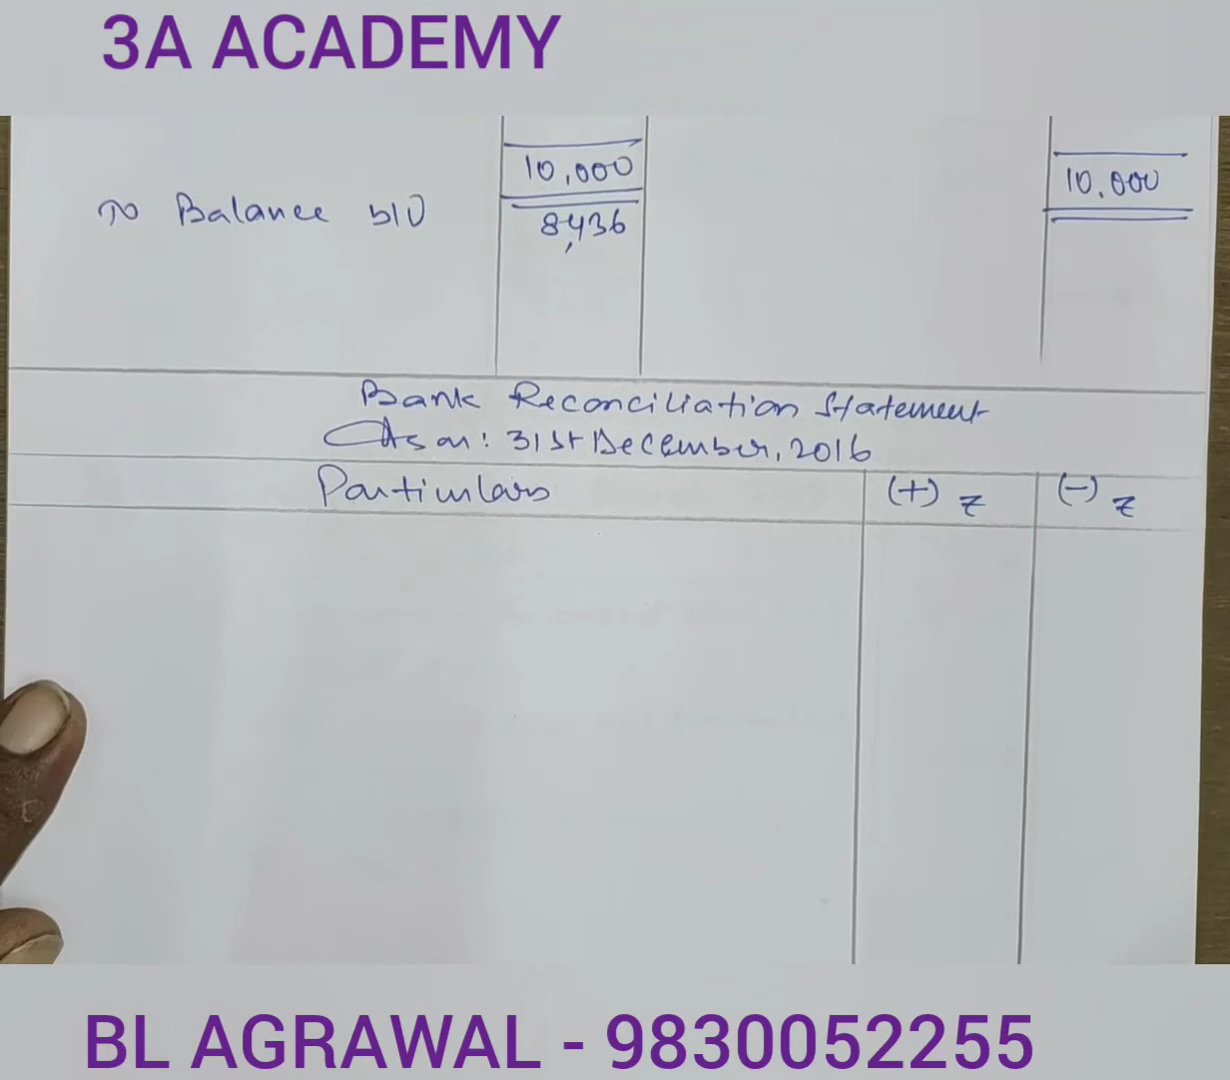 3A ACADEMY
10,000 10,000
To Balance b/D 8,436
Bank Reconciliation Statement
As on: 31st December, 2016
Particulars (+) ₹ (-) ₹
BL AGRAWAL - 9830052255